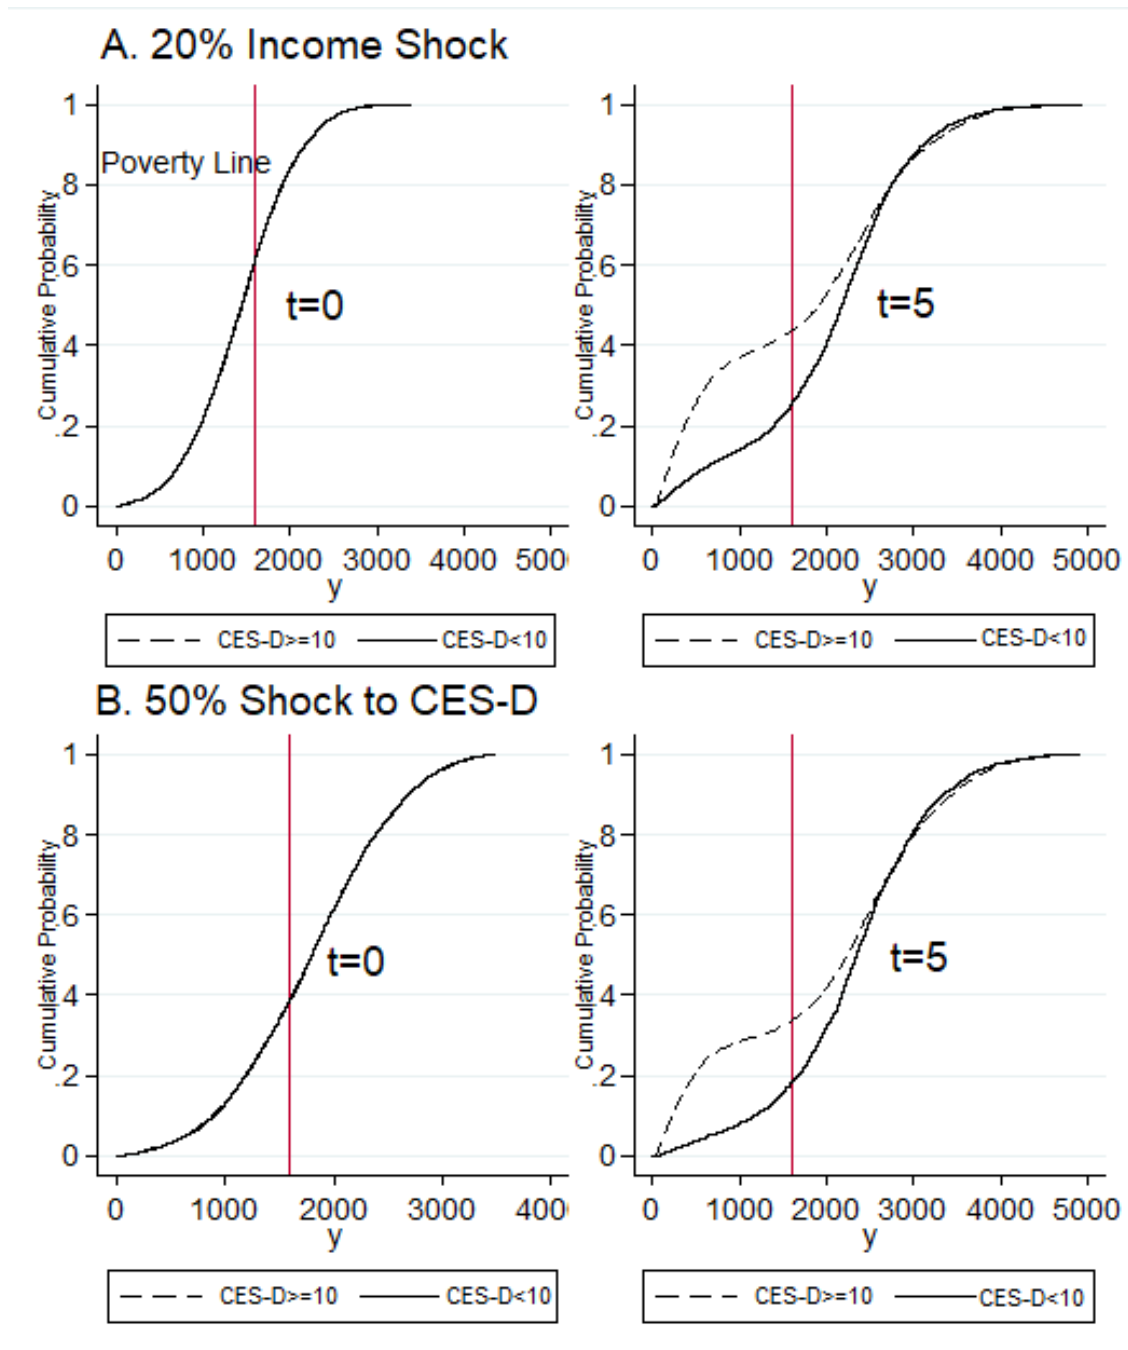 A. 20% Income Shock
1
.8
.6
.4
.2
0
Cumulative Probability
Poverty Line
t=0
0 1000 2000 3000 4000 500
y
CES-D>=10 CES-D<10
1
.8
.6
.4
.2
0
Cumulative Probability
t=5
0 1000 2000 3000 4000 5000
y
CES-D>=10 CES-D<10
B. 50% Shock to CES-D
1
.8
.6
.4
.2
0
Cumulative Probability
t=0
0 1000 2000 3000 400
y
CES-D>=10 CES-D<10
1
.8
.6
.4
.2
0
Cumulative Probability
t=5
0 1000 2000 3000 4000 5000
y
CES-D>=10 CES-D<10